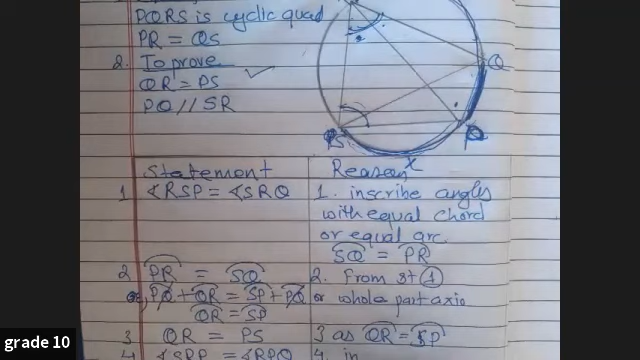 PQRS is cyclic quad
PR = QS
2. To prove
QR = PS
PQ // SR
Q
S
Statement
Reason
1 ∢RSP = ∢SRQ
1. inscribe angles
with equal chord
or equal arc.
SQ = PR
2. PR = SQ
2. from st ①
PQ + QR = SP + PQ
or whole part axio
QR = SP
3 QR = PS
3 as QR = SP
4
4. in
grade 10